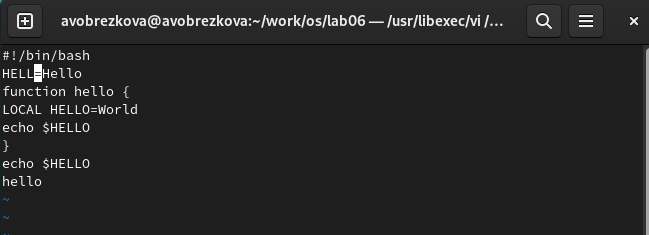 avobrezkova@avobrezkova:~/work/os/lab06 — /usr/libexec/vi /...
#!/bin/bash
HELL=Hello
function hello {
LOCAL HELLO=World
echo $HELLO
}
echo $HELLO
hello
~
~
~